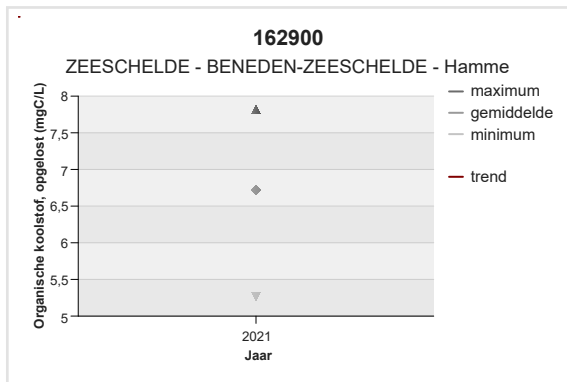 162900
ZEESCHELDE - BENEDEN-ZEESCHELDE - Hamme
Organische koolstof, opgelost (mgC/L)
8
7,5
7
6,5
6
5,5
5
2021
Jaar
maximum
gemiddelde
minimum
trend